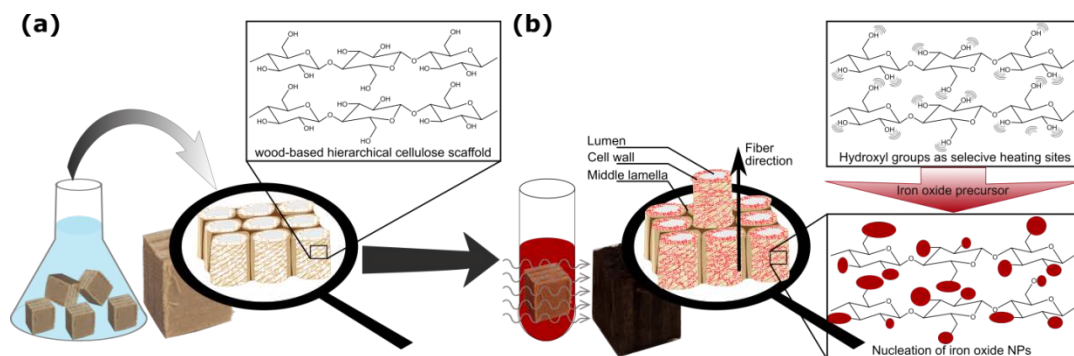 (a)
wood-based hierarchical cellulose scaffold
(b)
Lumen
Cell wall
Middle lamella
Fiber
direction
Hydroxyl groups as selecive heating sites
Iron oxide precursor
Nucleation of iron oxide NPs